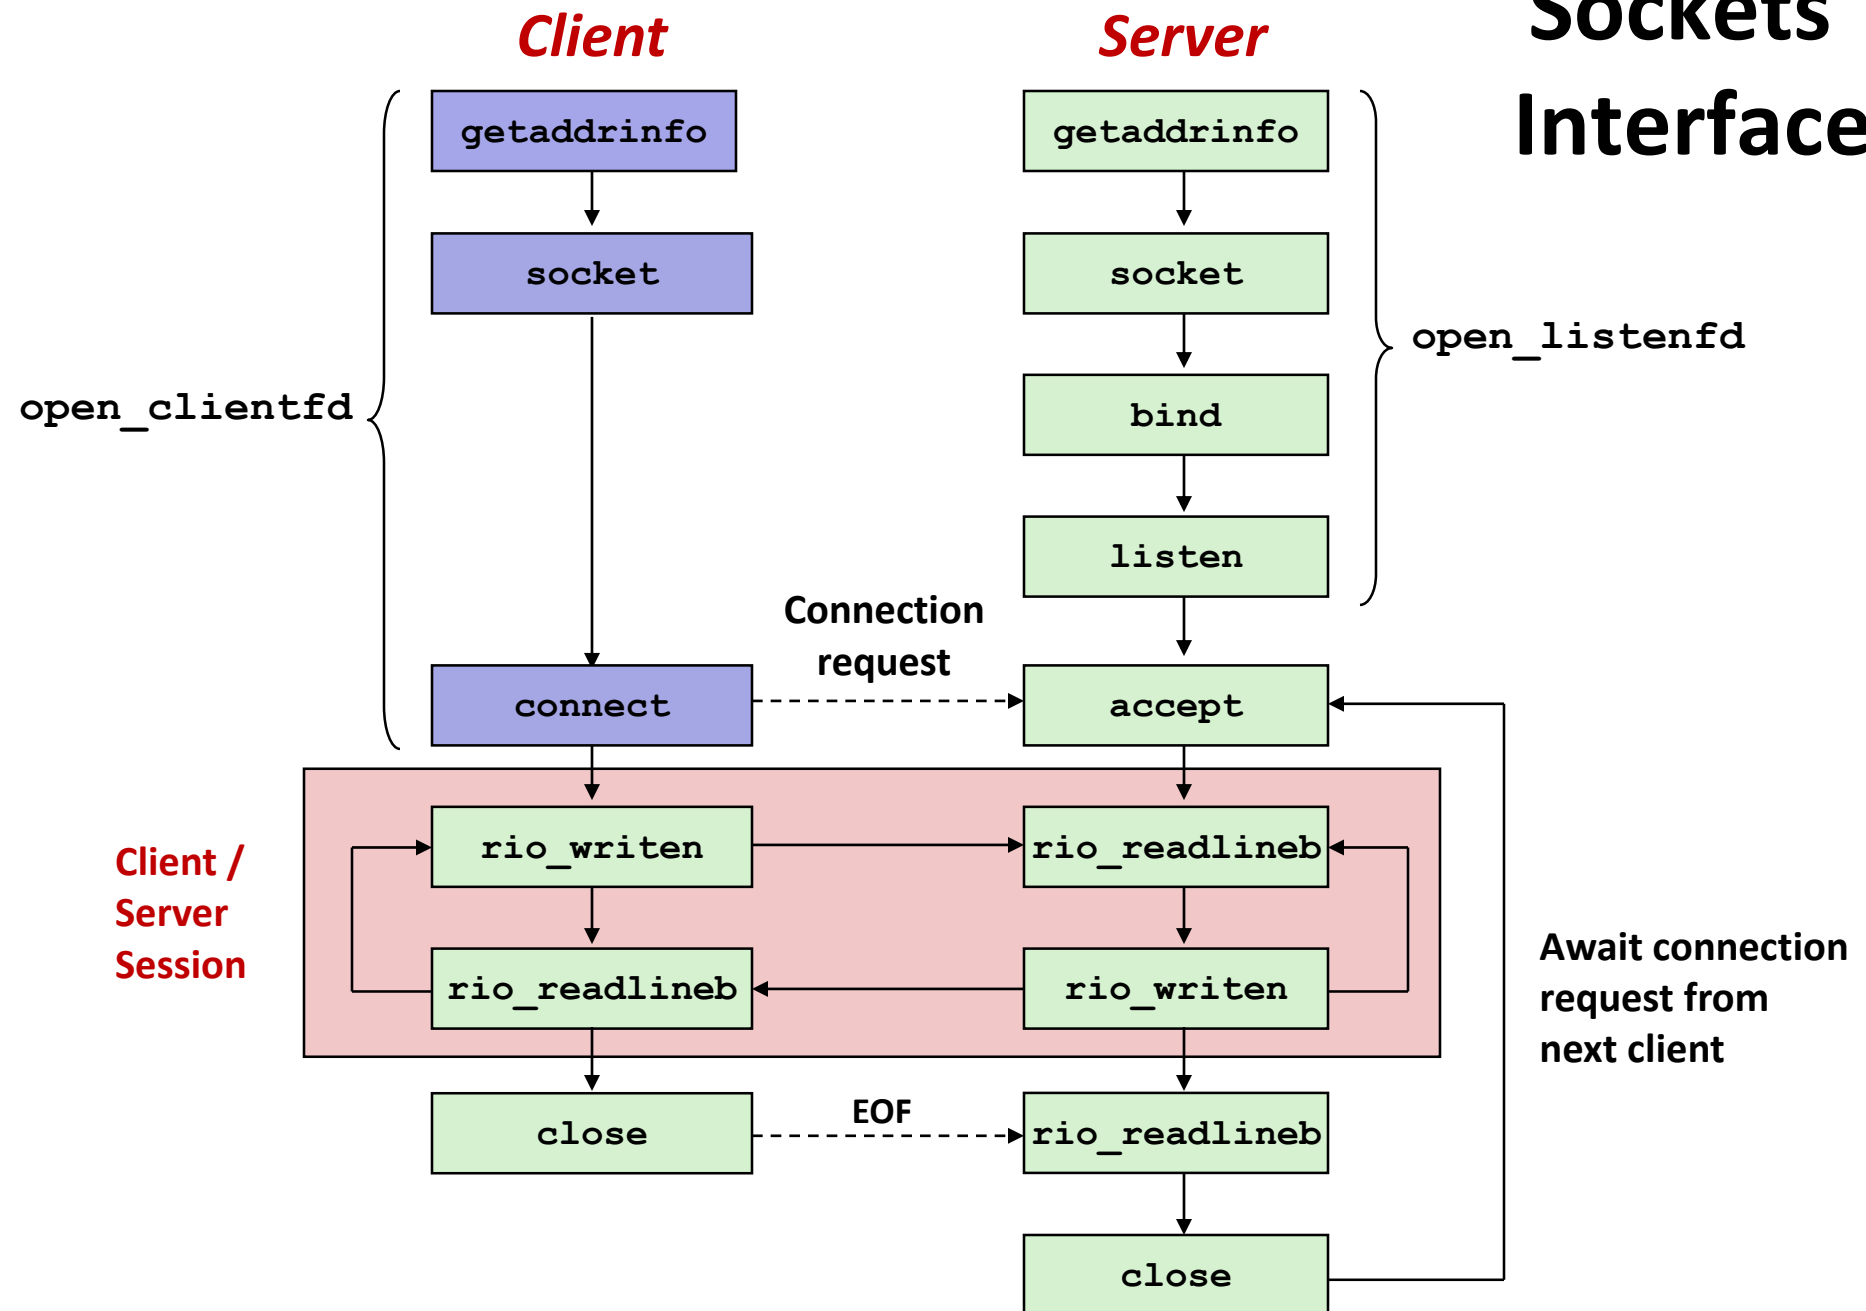 Sockets
Interface
Client
Server
getaddrinfo
getaddrinfo
socket
socket
open_listenfd
open_clientfd
bind
listen
Connection
request
connect
accept
Client /
Server
Session
rio_writen
rio_readlineb
rio_readlineb
rio_writen
Await connection
request from
next client
close
EOF
rio_readlineb
close